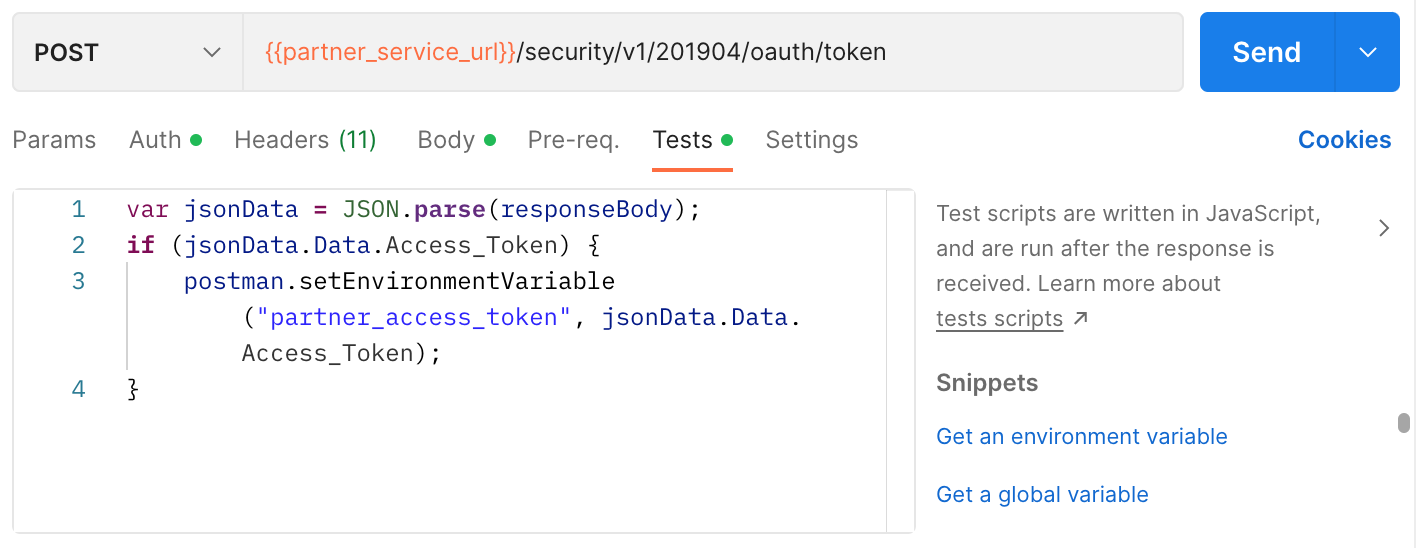 POST
{{partner_service_url}}/security/v1/201904/oauth/token
Send
Params Auth Headers (11) Body Pre-req. Tests Settings Cookies
1 var jsonData = JSON.parse(responseBody);
2 if (jsonData.Data.Access_Token) {
3 postman.setEnvironmentVariable
("partner_access_token", jsonData.Data.
Access_Token);
4 }
Test scripts are written in JavaScript,
and are run after the response is
received. Learn more about
tests scripts ↗
Snippets
Get an environment variable
Get a global variable